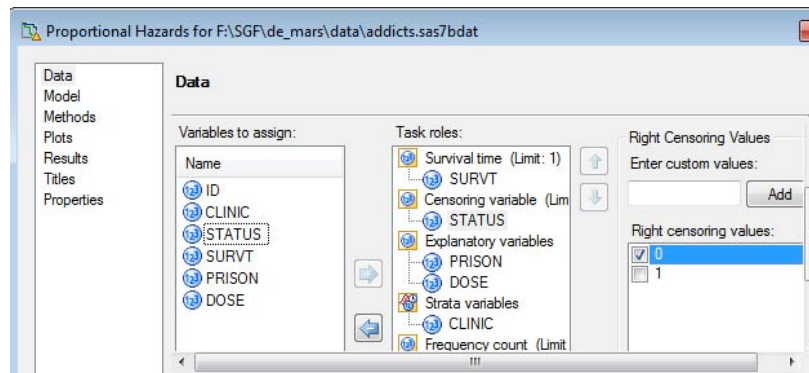 Proportional Hazards for F:\SGF\de_mars\data\addicts.sas7bdat
Data
Model
Methods
Plots
Results
Titles
Properties
Data
Variables to assign:
Name
ID
CLINIC
STATUS
SURVT
PRISON
DOSE
Task roles:
Survival time (Limit: 1)
SURVT
Censoring variable (Lim
STATUS
Explanatory variables
PRISON
DOSE
Strata variables
CLINIC
Frequency count (Limit
Right Censoring Values
Enter custom values:
Add
Right censoring values:
0
1